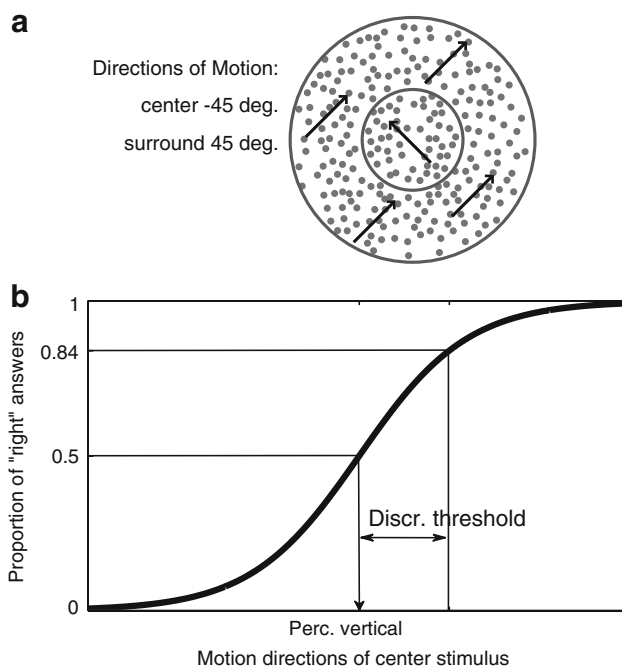 a
Directions of Motion:
center -45 deg.
surround 45 deg.
b
Proportion of "right" answers
1
0.84
0.5
0
Discr. threshold
Perc. vertical
Motion directions of center stimulus